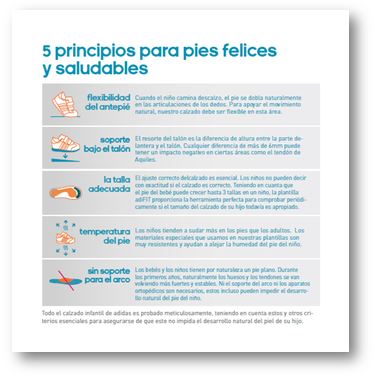 5 principios para pies felices
y saludables
flexibilidad
del antepié
Cuando el niño camina descalzo, el pie se dobla naturalmente
en las articulaciones de los dedos. Para apoyar el movimiento
natural, nuestro calzado debe ser flexible en esta área.
soporte
bajo el talón
El resorte del talón es la diferencia de altura entre la parte de-
lantera y el talón. Cualquier diferencia de más de 6mm puede
tener un impacto negativo en ciertas áreas como el tendón de
Aquiles.
la talla
adecuada
El ajuste correcto delcalzado es esencial. Los niños no pueden decir
con exactitud si el calzado es correcto. Teniendo en cuenta que
el pie del bebé puede crecer hasta 3 tallas en un niño, la plantilla
adiFIT proporciona la herramienta perfecta para comprobar periódi-
camente si el tamaño del calzado de su hijo todavía es apropiado.
temperatura
del pie
Los niños tienden a sudar más en los pies que los adultos. Los
materiales especiales que usamos en nuestras plantillas son
muy resistentes y ayudan a alejar la humedad del pie del niño.
sin soporte
para el arco
Los bebés y los niños tienen por naturaleza un pie plano. Durante
los primeros años, naturalmente los huesos y los tendones se van
volviendo más fuertes y estables. Ni el soporte del arco ni los aparatos
ortopédicos son necesarios, estos incluso pueden impedir el desarro-
llo natural del pie del niño.
Todo el calzado infantil de adidas es probado meticulosamente, teniendo en cuenta estos y otros cri-
terios esenciales para asegurarse de que este no impida el desarrollo natural del piel de su hijo.